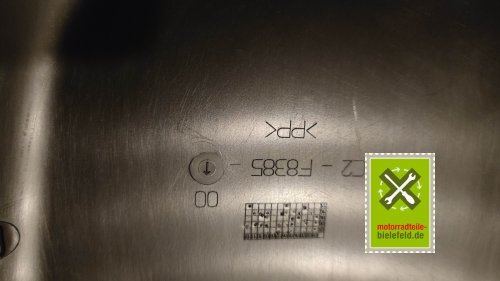 >PP<
C2 - F8385 -
00
motorradteile-
bielefeld.de